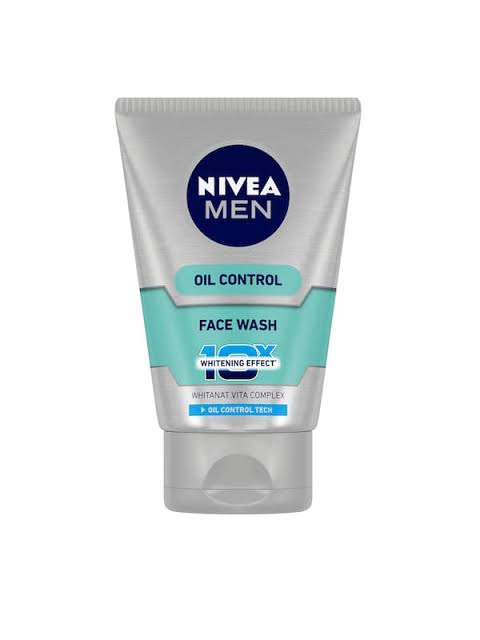 NIVEA
MEN
OIL CONTROL
FACE WASH
10X
WHITENING EFFECT*
WHITANAT VITA COMPLEX
OIL CONTROL TECH